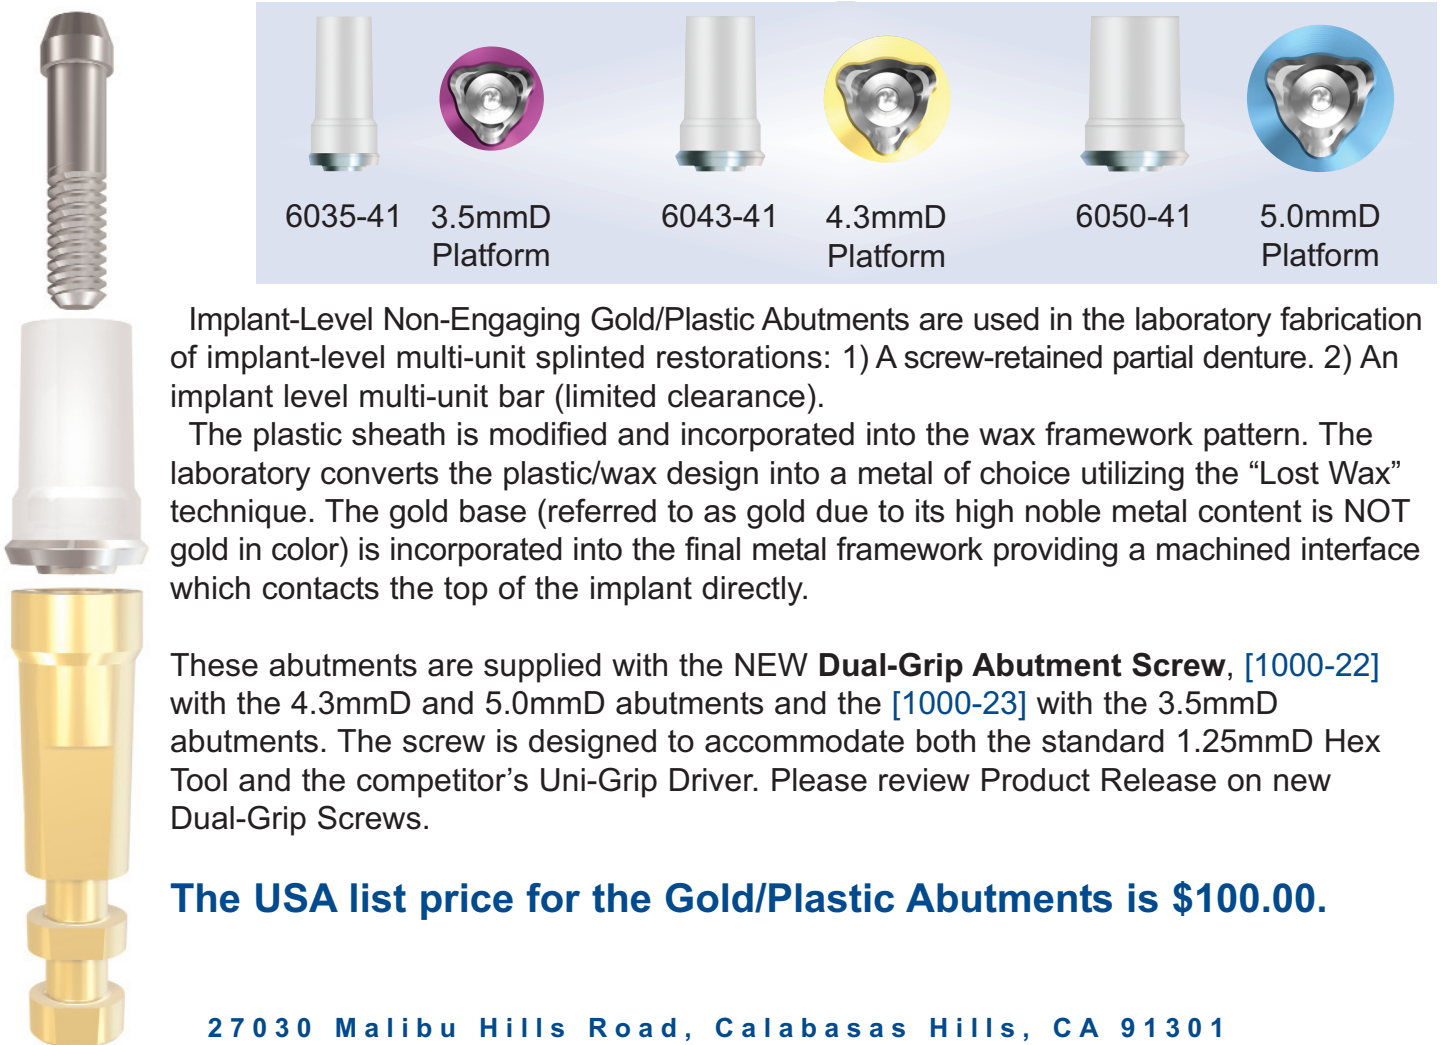 6035-41 3.5mmD Platform
6043-41 4.3mmD Platform
6050-41 5.0mmD Platform
Implant-Level Non-Engaging Gold/Plastic Abutments are used in the laboratory fabrication
of implant-level multi-unit splinted restorations: 1) A screw-retained partial denture. 2) An
implant level multi-unit bar (limited clearance).
The plastic sheath is modified and incorporated into the wax framework pattern. The
laboratory converts the plastic/wax design into a metal of choice utilizing the “Lost Wax”
technique. The gold base (referred to as gold due to its high noble metal content is NOT
gold in color) is incorporated into the final metal framework providing a machined interface
which contacts the top of the implant directly.
These abutments are supplied with the NEW Dual-Grip Abutment Screw, [1000-22]
with the 4.3mmD and 5.0mmD abutments and the [1000-23] with the 3.5mmD
abutments. The screw is designed to accommodate both the standard 1.25mmD Hex
Tool and the competitor’s Uni-Grip Driver. Please review Product Release on new
Dual-Grip Screws.
The USA list price for the Gold/Plastic Abutments is $100.00.
27030 Malibu Hills Road, Calabasas Hills, CA 91301